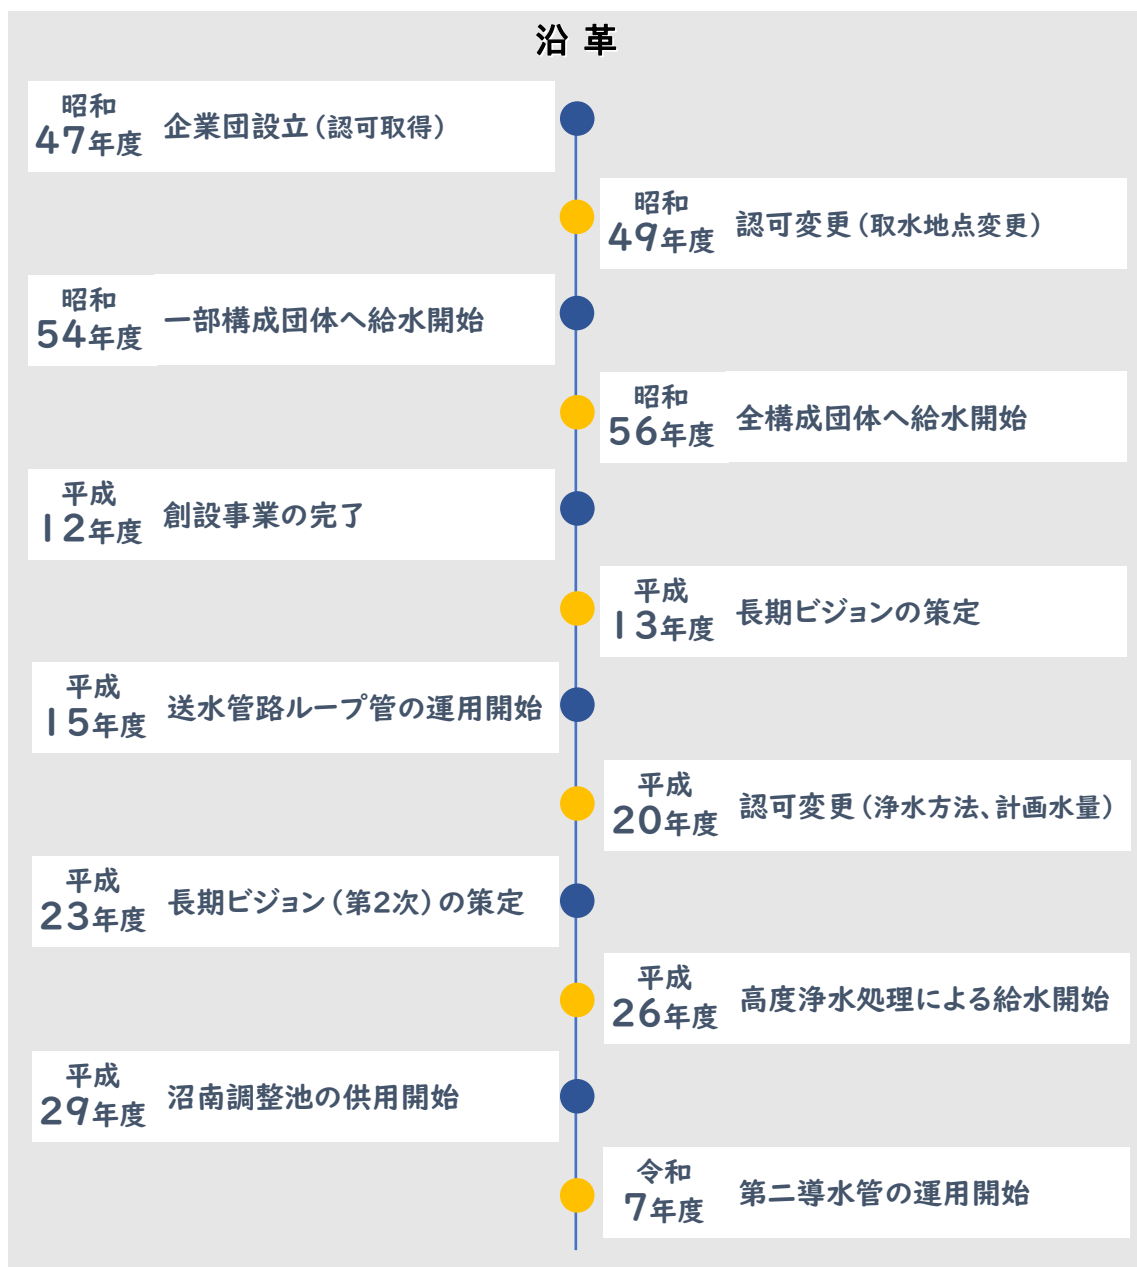 沿 革
昭和
47年度
企業団設立（認可取得）
昭和
49年度
認可変更（取水地点変更）
昭和
54年度
一部構成団体へ給水開始
昭和
56年度
全構成団体へ給水開始
平成
12年度
創設事業の完了
平成
13年度
長期ビジョンの策定
平成
15年度
送水管路ループ管の運用開始
平成
20年度
認可変更（浄水方法、計画水量）
平成
23年度
長期ビジョン（第2次）の策定
平成
26年度
高度浄水処理による給水開始
平成
29年度
沼南調整池の供用開始
令和
7年度
第二導水管の運用開始